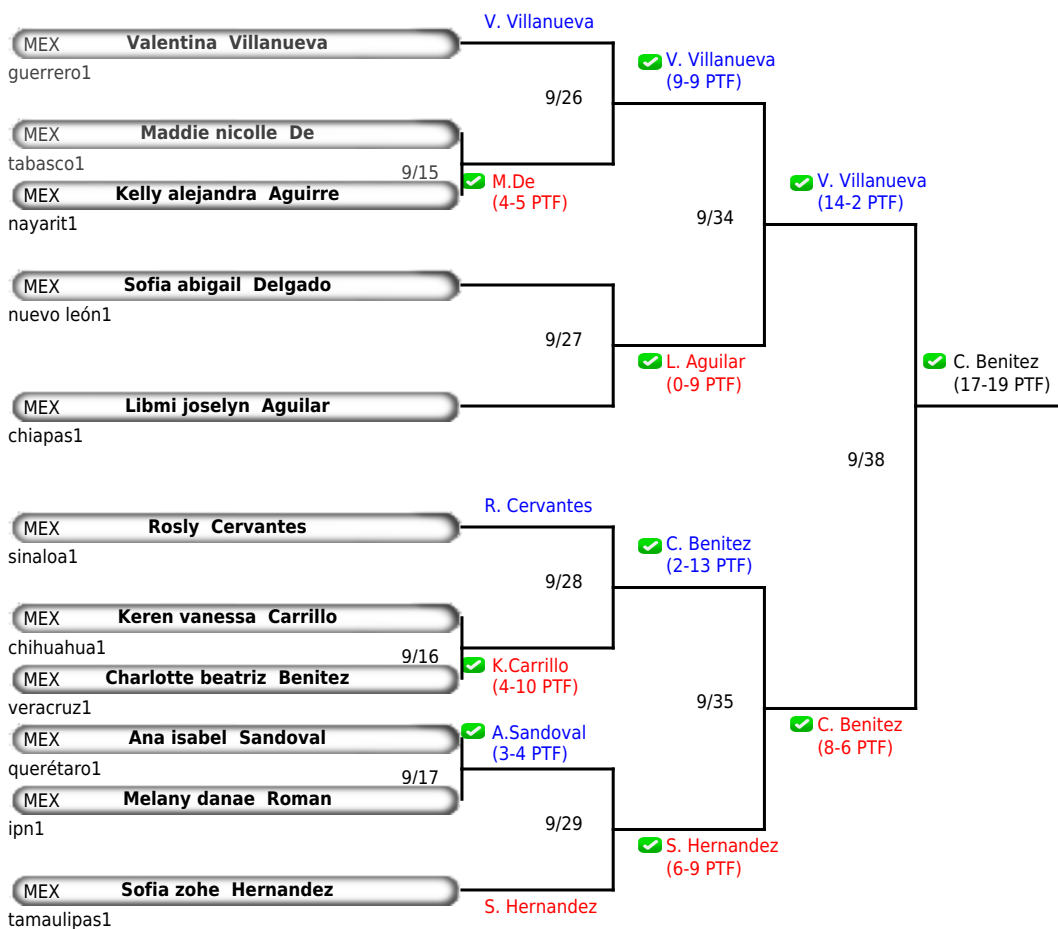 V. Villanueva
MEX Valentina Villanueva
guerrero1
V. Villanueva
(9-9 PTF)
9/26
MEX Maddie nicolle De
tabasco1
9/15
M.De
(4-5 PTF)
MEX Kelly alejandra Aguirre
nayarit1
V. Villanueva
(14-2 PTF)
9/34
MEX Sofia abigail Delgado
nuevo león1
9/27
L. Aguilar
(0-9 PTF)
MEX Libmi joselyn Aguilar
chiapas1
C. Benitez
(17-19 PTF)
9/38
R. Cervantes
MEX Rosly Cervantes
sinaloa1
C. Benitez
(2-13 PTF)
9/28
MEX Keren vanessa Carrillo
chihuahua1
9/16
K.Carrillo
(4-10 PTF)
MEX Charlotte beatriz Benitez
veracruz1
9/35
C. Benitez
(8-6 PTF)
MEX Ana isabel Sandoval
querétaro1
A.Sandoval
(3-4 PTF)
9/17
MEX Melany danae Roman
ipn1
9/29
S. Hernandez
(6-9 PTF)
MEX Sofia zohe Hernandez
tamaulipas1
S. Hernandez